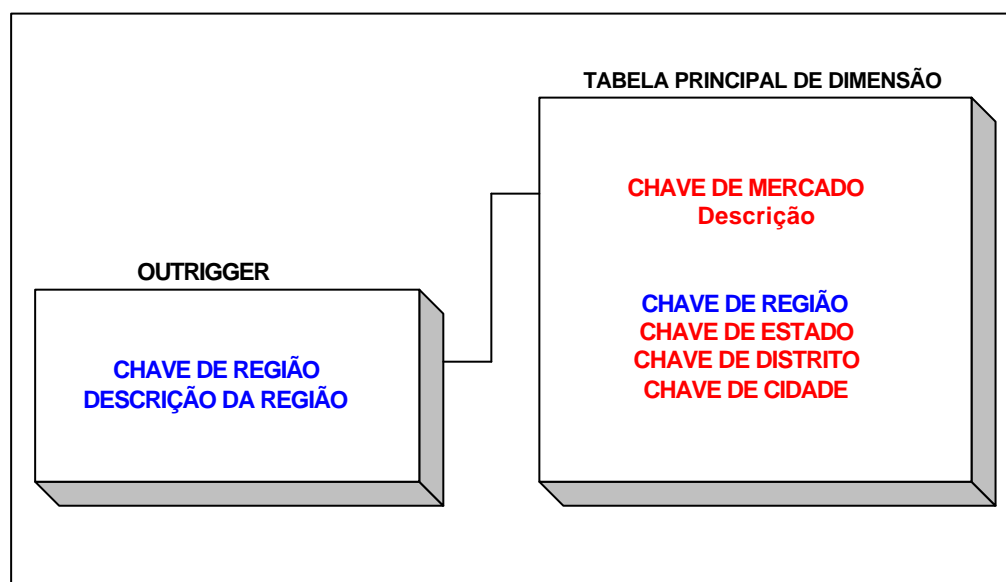 TABELA PRINCIPAL DE DIMENSÃO
CHAVE DE MERCADO
Descrição
OUTRIGGER
CHAVE DE REGIÃO
DESCRIÇÃO DA REGIÃO
CHAVE DE REGIÃO
CHAVE DE ESTADO
CHAVE DE DISTRITO
CHAVE DE CIDADE